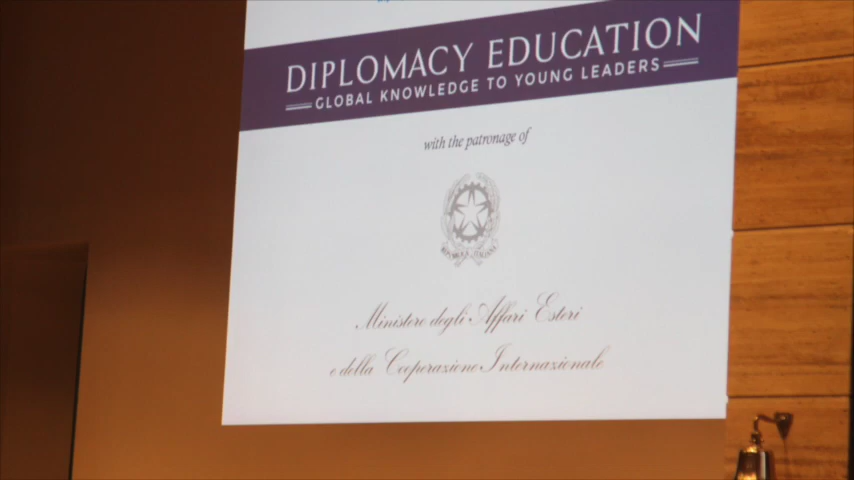 DIPLOMACY EDUCATION
GLOBAL KNOWLEDGE TO YOUNG LEADERS
with the patronage of
Ministero degli Affari Esteri
e della Cooperazione Internazionale